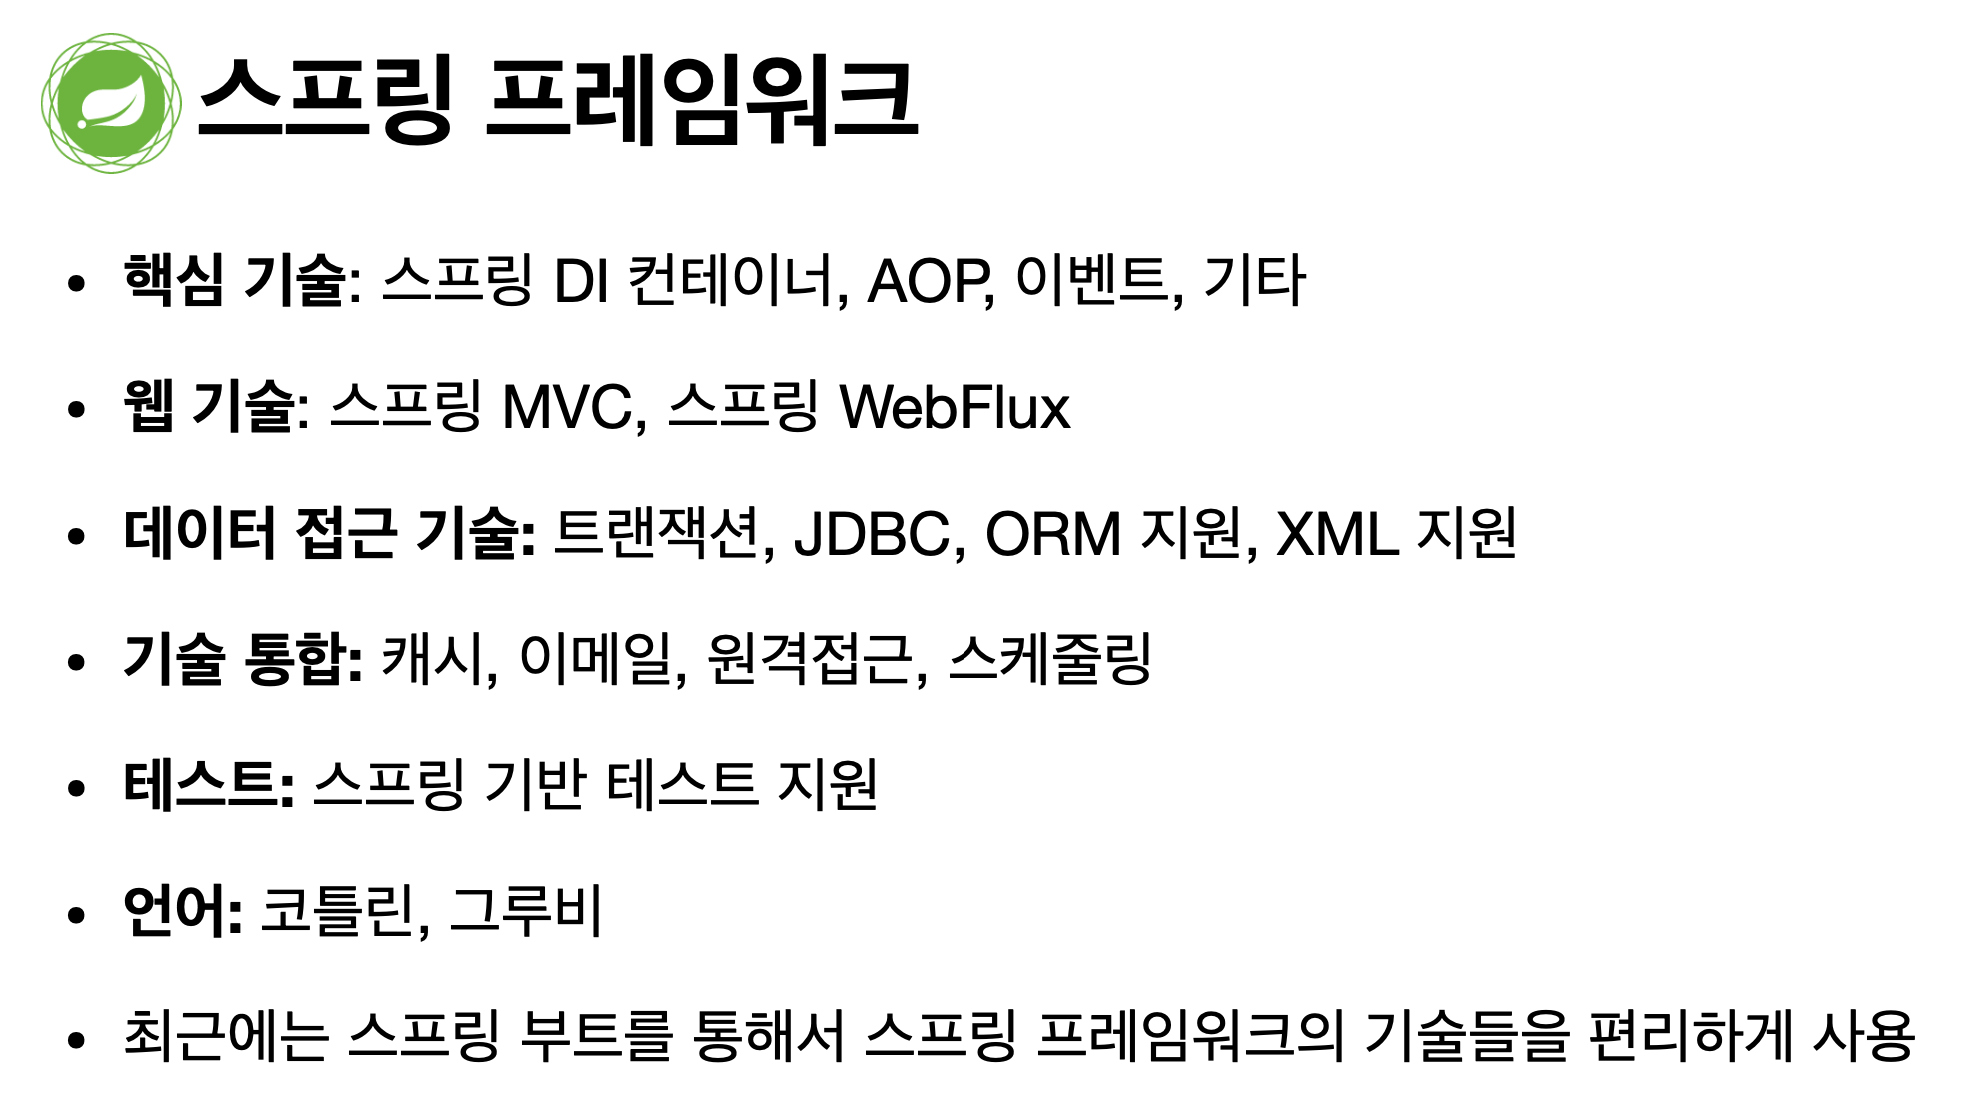 스프링 프레임워크
• 핵심 기술: 스프링 DI 컨테이너, AOP, 이벤트, 기타
• 웹 기술: 스프링 MVC, 스프링 WebFlux
• 데이터 접근 기술: 트랜잭션, JDBC, ORM 지원, XML 지원
• 기술 통합: 캐시, 이메일, 원격접근, 스케줄링
• 테스트: 스프링 기반 테스트 지원
• 언어: 코틀린, 그루비
• 최근에는 스프링 부트를 통해서 스프링 프레임워크의 기술들을 편리하게 사용